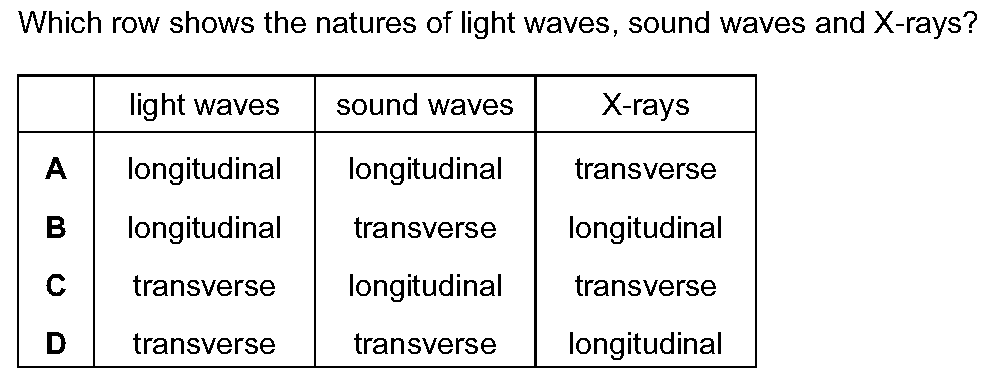 Which row shows the natures of light waves, sound waves and X-rays?
light waves sound waves X-rays
A longitudinal longitudinal transverse
B longitudinal transverse longitudinal
C transverse longitudinal transverse
D transverse transverse longitudinal